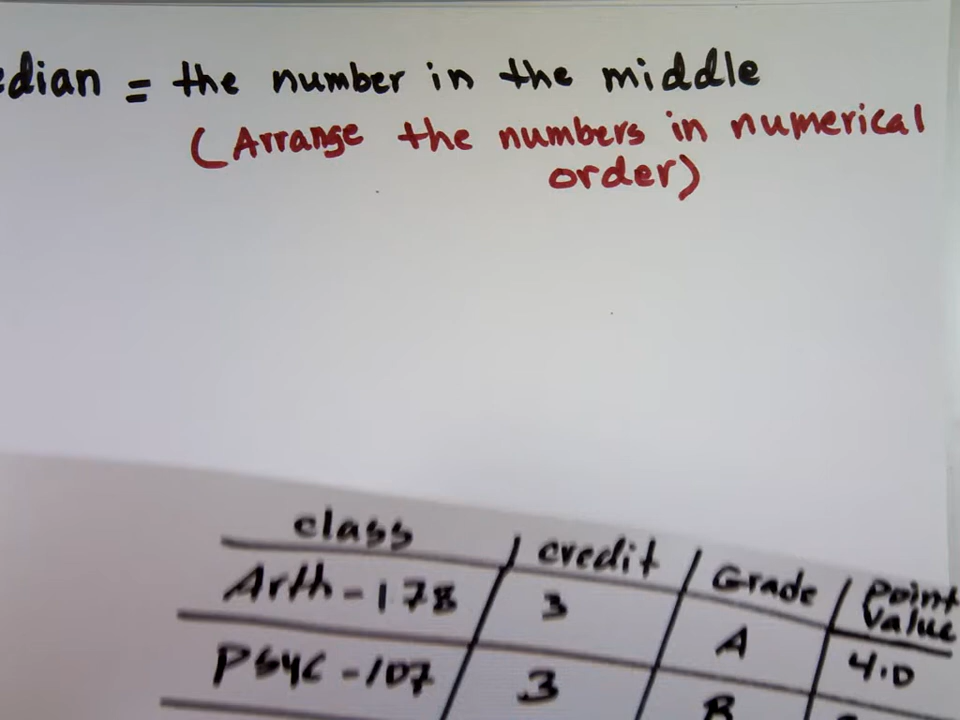 edian = the number in the middle
(Arrange the numbers in numerical
order)
class credit Grade Point Value
Arth-178 3 A 4.0
PSYC-107 3 B